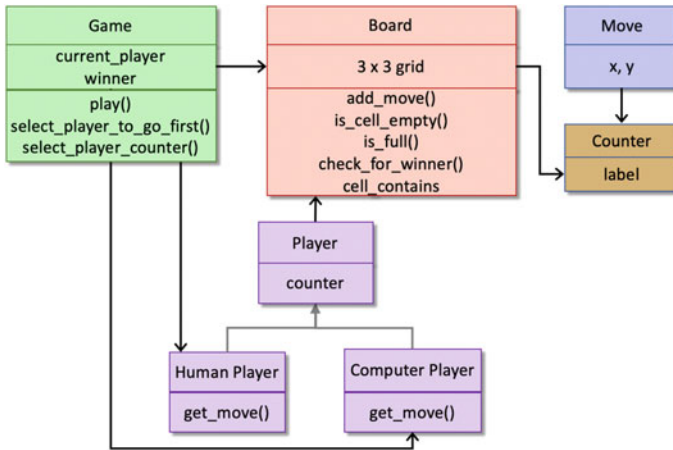 Game
current_player
winner
play()
select_player_to_go_first()
select_player_counter()
Board
3 x 3 grid
add_move()
is_cell_empty()
is_full()
check_for_winner()
cell_contains
Move
x, y
Counter
label
Player
counter
Human Player
get_move()
Computer Player
get_move()